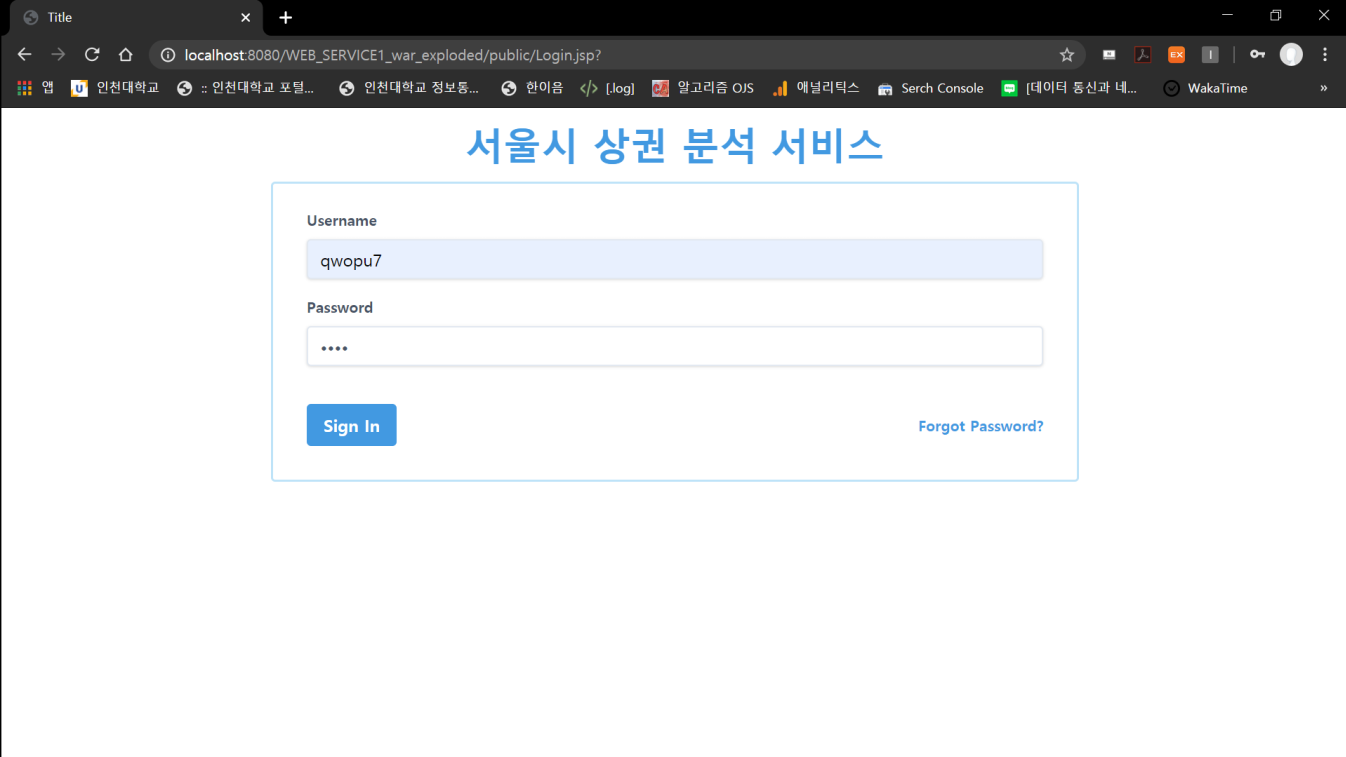 Title
localhost:8080/WEB_SERVICE1_war_exploded/public/Login.jsp?
앱 인천대학교 :: 인천대학교 포털... 인천대학교 정보통... 한이음 [.log] 알고리즘 OJS 애널리틱스 Serch Console [데이터 통신과 네... WakaTime »
서울시 상권 분석 서비스
Username
qwopu7
Password
••••
Sign In Forgot Password?